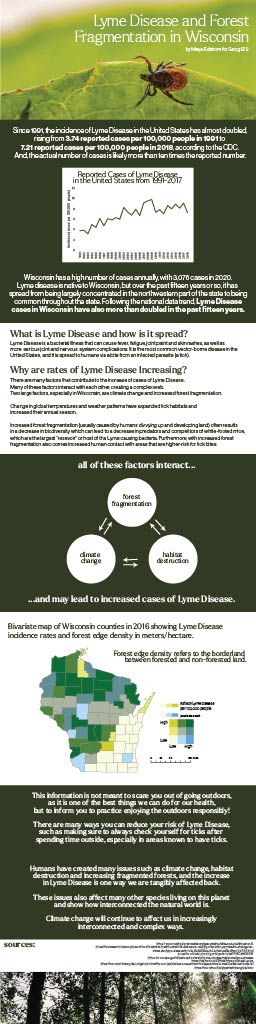 Lyme Disease and Forest
Fragmentation in Wisconsin
Since 1991, the incidence of Lyme Disease in the United States has almost doubled,
rising from 3.74 reported cases per 100,000 people in 1991 to
7.21 reported cases per 100,000 people in 2018, according to the CDC.
And, the actual number of cases is likely more than ten times the reported number.
Reported Cases of Lyme Disease
in the United States from 1991-2017
Wisconsin has a high number of cases annually, with 3,076 cases in 2020.
Lyme disease is native to Wisconsin, but over the past fifteen years or so, it has
spread from being largely concentrated in the northwestern part of the state to being
common throughout the state. Following the national data trend, Lyme Disease
cases in Wisconsin have also more than doubled in the past fifteen years.
What is Lyme Disease and how is it spread?
Lyme Disease is a bacterial illness that can cause fever, fatigue, joint pain and skin rashes, as well as
more serious joint and nervous system complications. It is the most common vector-borne disease in the
United States, and it is spread to humans via a bite from an infected parasite (a tick).
Why are rates of Lyme Disease Increasing?
There are many factors that contribute to the increase of cases of Lyme Disease.
Many of these factors interact with each other, creating a complex web.
Two large factors, especially in Wisconsin, are climate change and increased forest fragmentation.
Change in global temperatures and weather patterns have expanded tick habitats and
increased their annual season.
Increased forest fragmentation (usually caused by humans divvying up and developing land) often results
in a decrease in biodiversity which can lead to a decrease in predators and competitors of white-footed mice,
which are the largest "reservoir" or host of the Lyme causing bacteria. Furthermore, with increased forest
fragmentation also comes increased human contact with areas that are higher-risk for tick bites.
all of these factors interact...
forest
fragmentation
climate
change
habitat
destruction
...and may lead to increased cases of Lyme Disease.
Bivariate map of Wisconsin counties in 2016 showing Lyme Disease
incidence rates and forest edge density in meters/hectare.
Forest edge density refers to the borderland
between forested and non-forested land.
High
Low
Low
High
This information is not meant to scare you out of going outdoors,
as it is one of the best things we can do for our health,
but to inform you to practice enjoying the outdoors responsibly!
There are many ways you can reduce your risk of Lyme Disease,
such as making sure to always check yourself for ticks after
spending time outside, especially in areas known to have ticks.
Humans have created many issues such as climate change, habitat
destruction and increasing fragmented forests, and the increase
in Lyme Disease is one way we are tangibly affected back.
These issues also affect many other species living on this planet
and show how interconnected the natural world is.
Climate change will continue to affect us in increasingly
interconnected and complex ways.
sources: